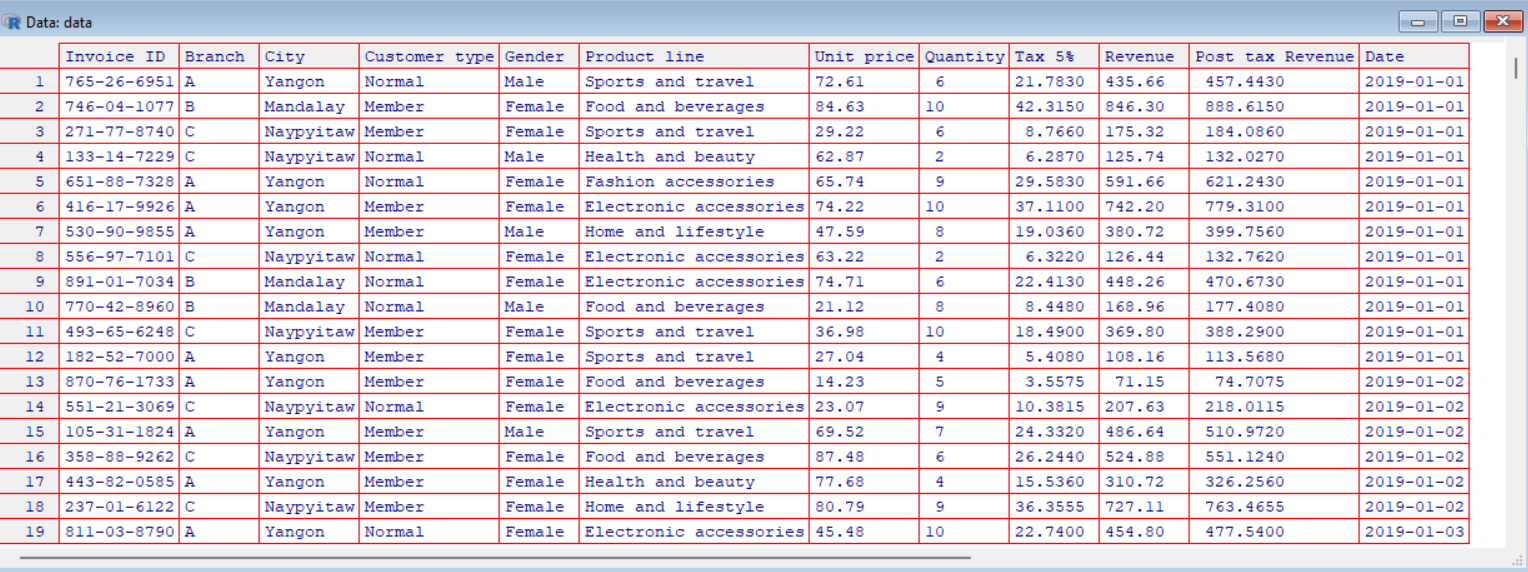 Data: data
Invoice ID Branch City Customer type Gender Product line Unit price Quantity Tax 5% Revenue Post tax Revenue Date
1 765-26-6951 A Yangon Normal Male Sports and travel 72.61 6 21.7830 435.66 457.4430 2019-01-01
2 746-04-1077 B Mandalay Member Female Food and beverages 84.63 10 42.3150 846.30 888.6150 2019-01-01
3 271-77-8740 C Naypyitaw Member Female Sports and travel 29.22 6 8.7660 175.32 184.0860 2019-01-01
4 133-14-7229 C Naypyitaw Normal Male Health and beauty 62.87 2 6.2870 125.74 132.0270 2019-01-01
5 651-88-7328 A Yangon Normal Female Fashion accessories 65.74 9 29.5830 591.66 621.2430 2019-01-01
6 416-17-9926 A Yangon Member Female Electronic accessories 74.22 10 37.1100 742.20 779.3100 2019-01-01
7 530-90-9855 A Yangon Member Male Home and lifestyle 47.59 8 19.0360 380.72 399.7560 2019-01-01
8 556-97-7101 C Naypyitaw Normal Female Electronic accessories 63.22 2 6.3220 126.44 132.7620 2019-01-01
9 891-01-7034 B Mandalay Normal Female Electronic accessories 74.71 6 22.4130 448.26 470.6730 2019-01-01
10 770-42-8960 B Mandalay Normal Male Food and beverages 21.12 8 8.4480 168.96 177.4080 2019-01-01
11 493-65-6248 C Naypyitaw Member Female Sports and travel 36.98 10 18.4900 369.80 388.2900 2019-01-01
12 182-52-7000 A Yangon Member Female Sports and travel 27.04 4 5.4080 108.16 113.5680 2019-01-01
13 870-76-1733 A Yangon Member Female Food and beverages 14.23 5 3.5575 71.15 74.7075 2019-01-02
14 551-21-3069 C Naypyitaw Normal Female Electronic accessories 23.07 9 10.3815 207.63 218.0115 2019-01-02
15 105-31-1824 A Yangon Member Male Sports and travel 69.52 7 24.3320 486.64 510.9720 2019-01-02
16 358-88-9262 C Naypyitaw Member Female Food and beverages 87.48 6 26.2440 524.88 551.1240 2019-01-02
17 443-82-0585 A Yangon Member Female Health and beauty 77.68 4 15.5360 310.72 326.2560 2019-01-02
18 237-01-6122 C Naypyitaw Member Female Home and lifestyle 80.79 9 36.3555 727.11 763.4655 2019-01-02
19 811-03-8790 A Yangon Normal Female Electronic accessories 45.48 10 22.7400 454.80 477.5400 2019-01-03